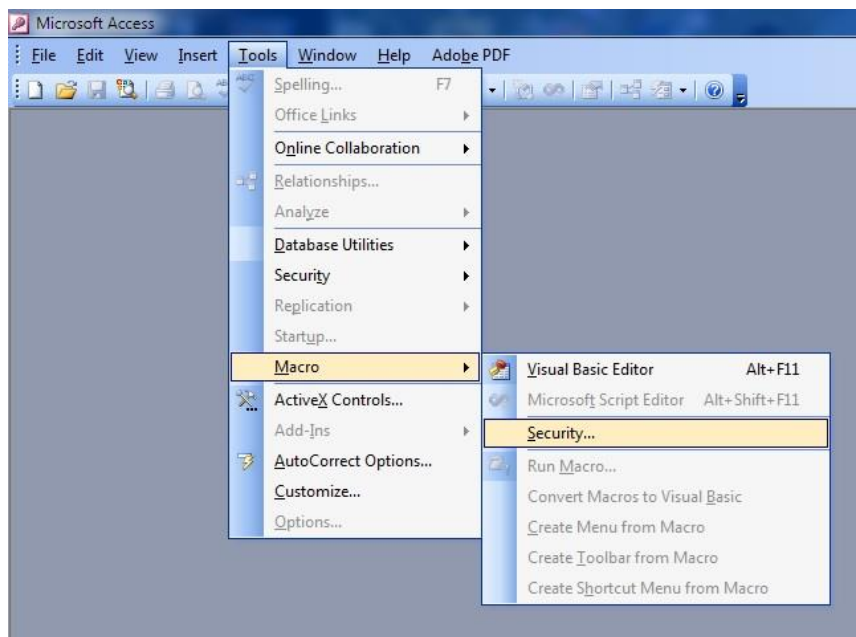 Microsoft Access
File Edit View Insert Tools Window Help Adobe PDF
Spelling... F7
Office Links
Online Collaboration
Relationships...
Analyze
Database Utilities
Security
Replication
Startup...
Macro
ActiveX Controls...
Add-Ins
AutoCorrect Options...
Customize...
Options...
Visual Basic Editor Alt+F11
Microsoft Script Editor Alt+Shift+F11
Security...
Run Macro...
Convert Macros to Visual Basic
Create Menu from Macro
Create Toolbar from Macro
Create Shortcut Menu from Macro